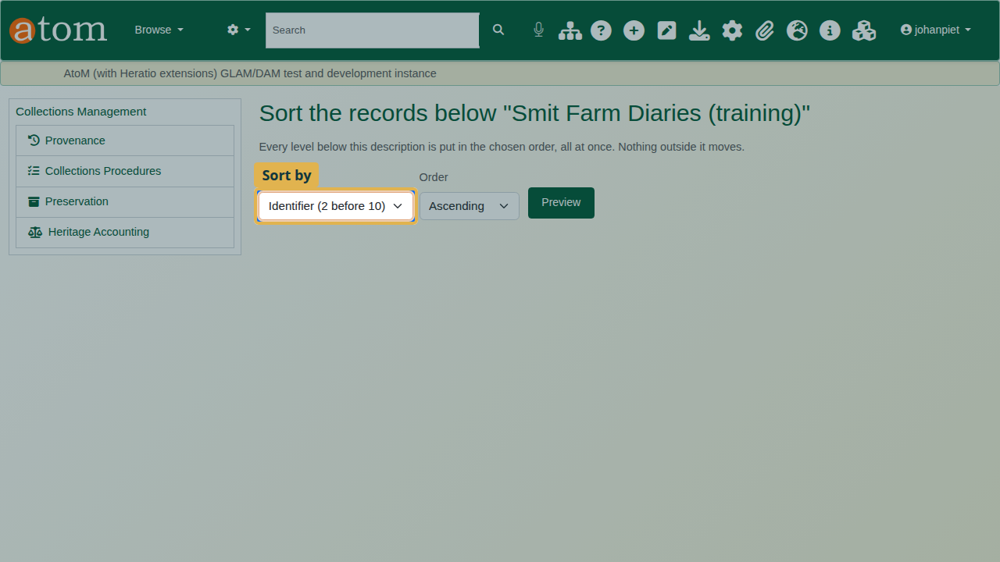 atom
Browse
Search
johanpiet
AtoM (with Heratio extensions) GLAM/DAM test and development instance
Collections Management
Provenance
Collections Procedures
Preservation
Heritage Accounting
Sort the records below "Smit Farm Diaries (training)"
Every level below this description is put in the chosen order, all at once. Nothing outside it moves.
Sort by
Order
Identifier (2 before 10)
Ascending
Preview